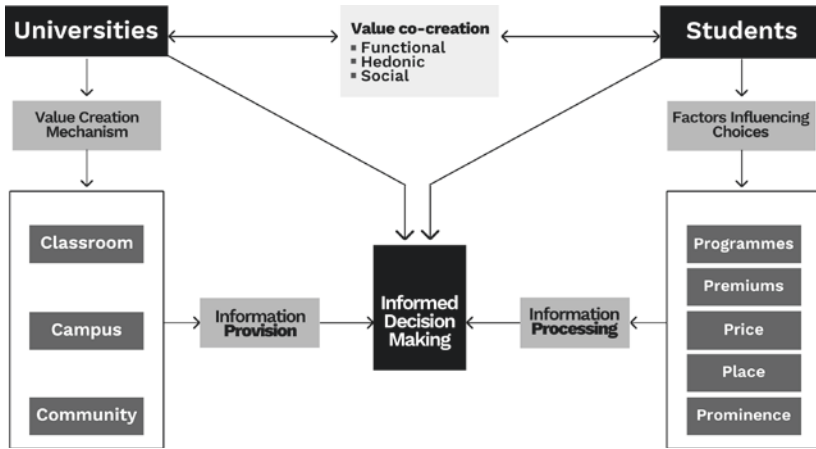 Universities
Value co-creation
▪ Functional
▪ Hedonic
▪ Social
Students
Value Creation
Mechanism
Factors Influencing
Choices
Classroom
Campus
Community
Information
Provision
Informed
Decision
Making
Information
Processing
Programmes
Premiums
Price
Place
Prominence